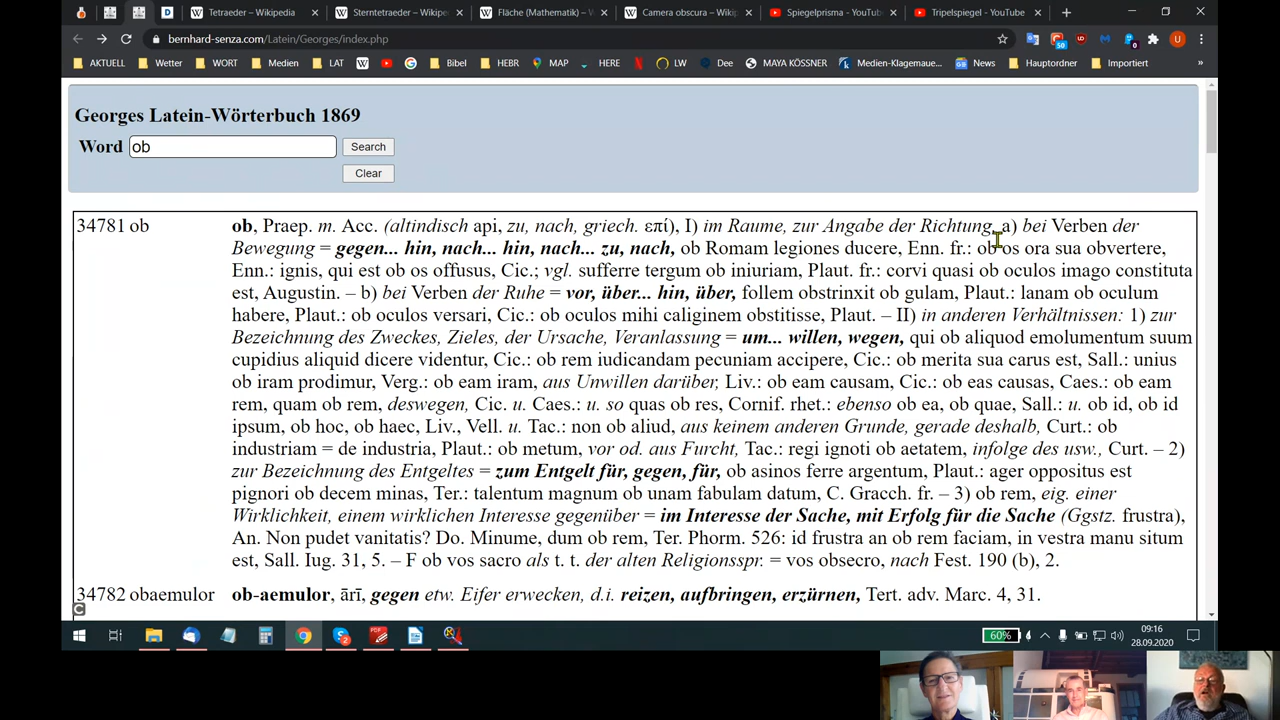 Tetraeder – Wikipedia
Sterntetraeder – Wikipe
Fläche (Mathematik) – W
Camera obscura – Wikipe
Spiegelprisma - YouTube
Tripelspiegel - YouTube
bernhard-senza.com/Latein/Georges/index.php
AKTUELL Wetter WORT Medien LAT Bibel HEBR MAP HERE LW Dee MAYA KÖSSNER Medien-Klagemaue... News Hauptordner Importiert »
Georges Latein-Wörterbuch 1869
Word ob Search
Clear
34781 ob
ob, Praep. m. Acc. (altindisch api, zu, nach, griech. επί), I) im Raume, zur Angabe der Richtung, a) bei Verben der
Bewegung = gegen... hin, nach... hin, nach... zu, nach, ob Romam legiones ducere, Enn. fr.: ob os ora sua obvertere,
Enn.: ignis, qui est ob os offusus, Cic.; vgl. sufferre tergum ob iniuriam, Plaut. fr.: corvi quasi ob oculos imago constituta
est, Augustin. – b) bei Verben der Ruhe = vor, über... hin, über, follem obstrinxit ob gulam, Plaut.: lanam ob oculum
habere, Plaut.: ob oculos versari, Cic.: ob oculos mihi caliginem obstitisse, Plaut. – II) in anderen Verhältnissen: 1) zur
Bezeichnung des Zweckes, Zieles, der Ursache, Veranlassung = um... willen, wegen, qui ob aliquod emolumentum suum
cupidius aliquid dicere videntur, Cic.: ob rem iudicandam pecuniam accipere, Cic.: ob merita sua carus est, Sall.: unius
ob iram prodimur, Verg.: ob eam iram, aus Unwillen darüber, Liv.: ob eam causam, Cic.: ob eas causas, Caes.: ob eam
rem, quam ob rem, deswegen, Cic. u. Caes.: u. so quas ob res, Cornif. rhet.: ebenso ob ea, ob quae, Sall.: u. ob id, ob id
ipsum, ob hoc, ob haec, Liv., Vell. u. Tac.: non ob aliud, aus keinem anderen Grunde, gerade deshalb, Curt.: ob
industriam = de industria, Plaut.: ob metum, vor od. aus Furcht, Tac.: regi ignoti ob aetatem, infolge des usw., Curt. – 2)
zur Bezeichnung des Entgeltes = zum Entgelt für, gegen, für, ob asinos ferre argentum, Plaut.: ager oppositus est
pignori ob decem minas, Ter.: talentum magnum ob unam fabulam datum, C. Gracch. fr. – 3) ob rem, eig. einer
Wirklichkeit, einem wirklichen Interesse gegenüber = im Interesse der Sache, mit Erfolg für die Sache (Ggstz. frustra),
An. Non pudet vanitatis? Do. Minume, dum ob rem, Ter. Phorm. 526: id frustra an ob rem faciam, in vestra manu situm
est, Sall. Iug. 31, 5. – F ob vos sacro als t. t. der alten Religionsspr. = vos obsecro, nach Fest. 190 (b), 2.
34782 obaemulor
ob-aemulor, ārī, gegen etw. Eifer erwecken, d.i. reizen, aufbringen, erzürnen, Tert. adv. Marc. 4, 31.
60%
09:16
28.09.2020